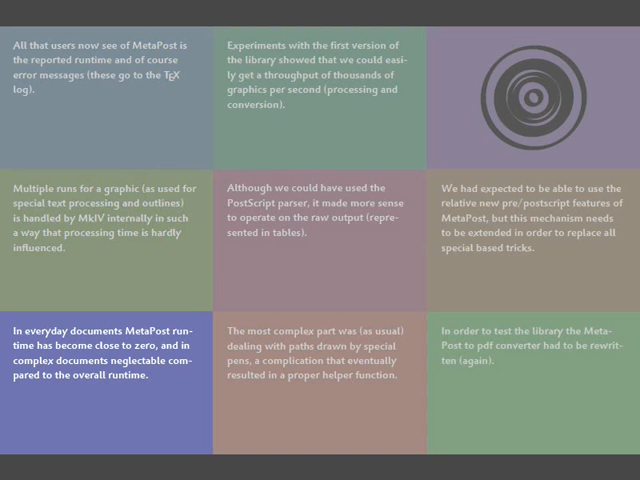 All that users now see of MetaPost is
the reported runtime and of course
error messages (these go to the TEX
log).
Experiments with the first version of
the library showed that we could easi-
ly get a throughput of thousands of
graphics per second (processing and
conversion).
Multiple runs for a graphic (as used for
special text processing and outlines)
is handled by MkIV internally in such
a way that processing time is hardly
influenced.
Although we could have used the
PostScript parser, it made more sense
to operate on the raw output (repre-
sented in tables).
We had expected to be able to use the
relative new pre/postscript features of
MetaPost, but this mechanism needs
to be extended in order to replace all
special based tricks.
In everyday documents MetaPost run-
time has become close to zero, and in
complex documents neglectable com-
pared to the overall runtime.
The most complex part was (as usual)
dealing with paths drawn by special
pens, a complication that eventually
resulted in a proper helper function.
In order to test the library the Meta-
Post to pdf converter had to be rewrit-
ten (again).